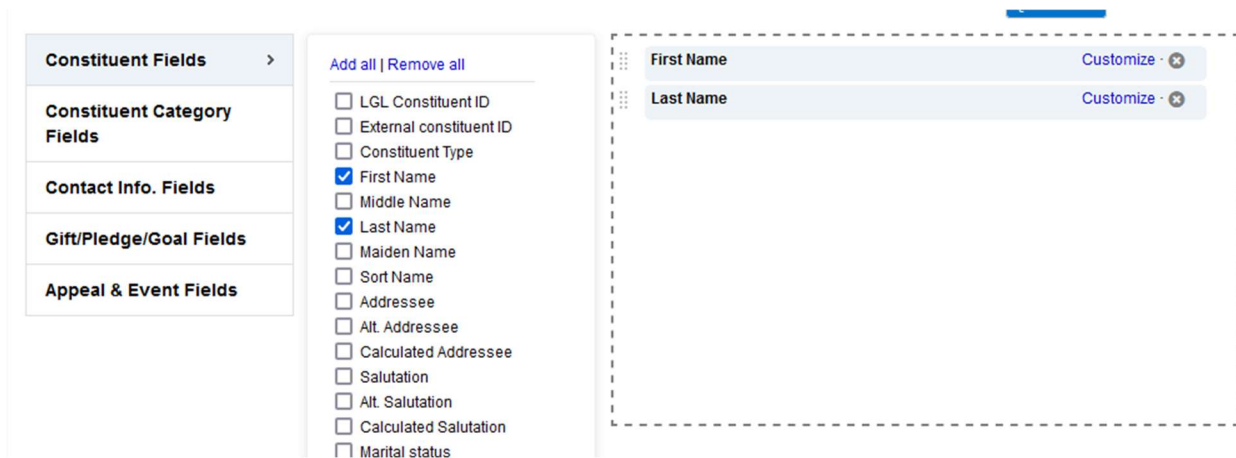 Constituent Fields
Constituent Category
Fields
Contact Info. Fields
Gift/Pledge/Goal Fields
Appeal & Event Fields
Add all | Remove all
LGL Constituent ID
External constituent ID
Constituent Type
First Name
Middle Name
Last Name
Maiden Name
Sort Name
Addressee
Alt. Addressee
Calculated Addressee
Salutation
Alt. Salutation
Calculated Salutation
Marital status
First Name Customize ·
Last Name Customize ·